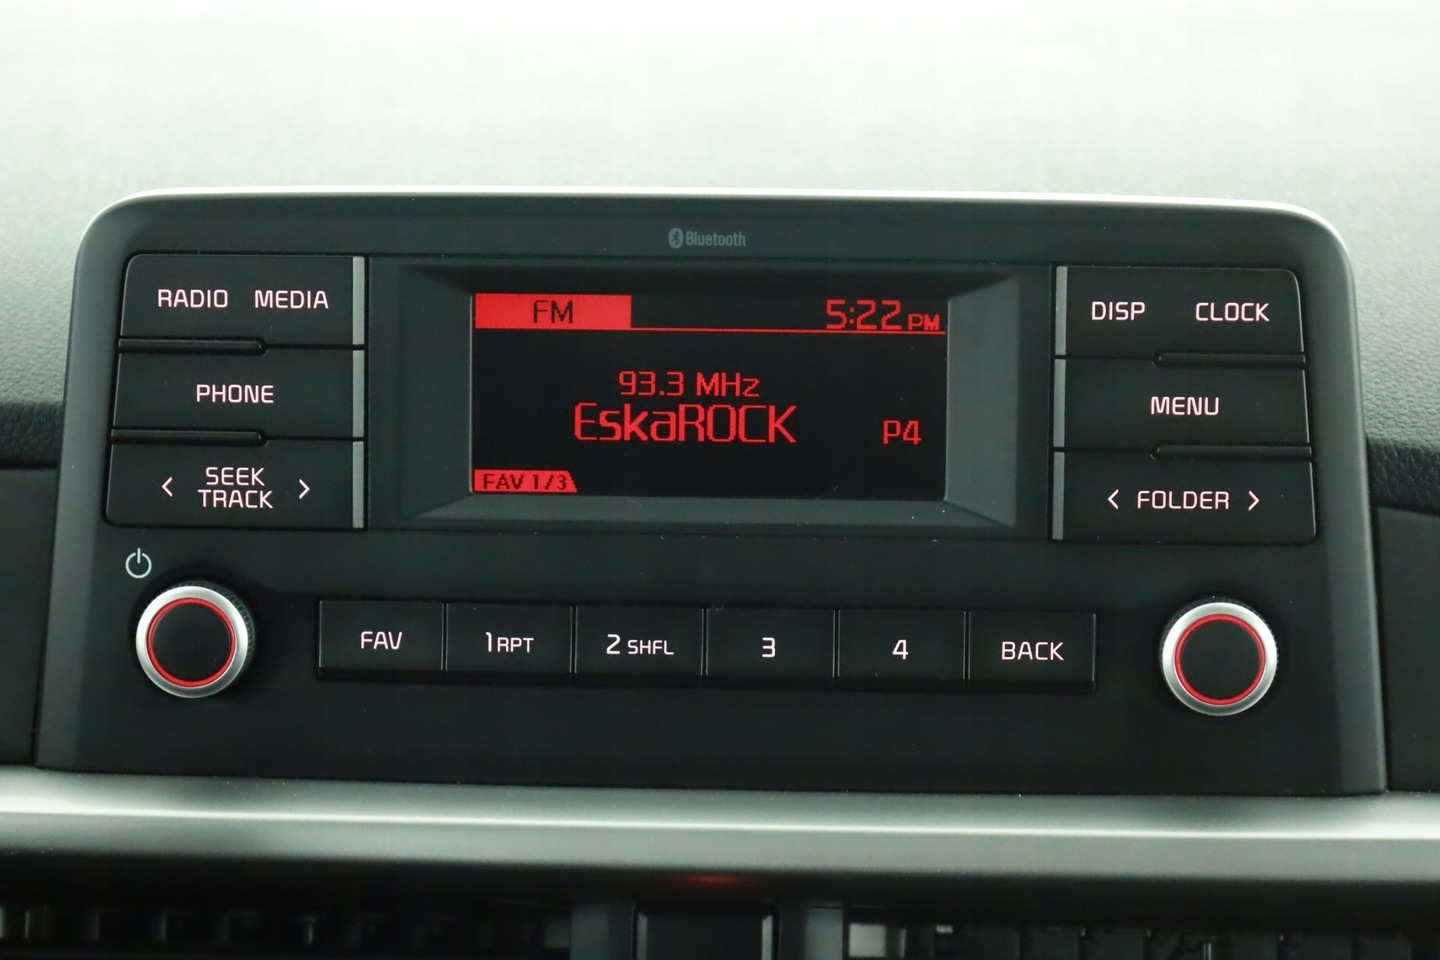 Bluetooth
RADIO MEDIA
PHONE
< SEEK >
TRACK
FM 5:22 PM
93.3 MHz
EskaROCK
P4
FAV 1/3
DISP CLOCK
MENU
< FOLDER >
FAV 1 RPT 2 SHFL 3 4 BACK